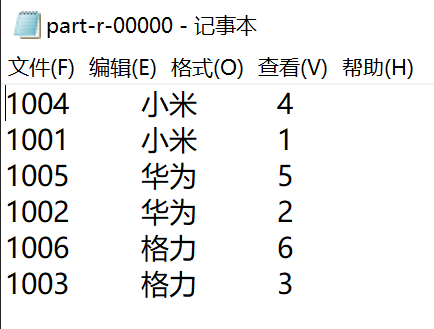 part-r-00000 - 记事本
文件(F) 编辑(E) 格式(O) 查看(V) 帮助(H)
1004 小米 4
1001 小米 1
1005 华为 5
1002 华为 2
1006 格力 6
1003 格力 3